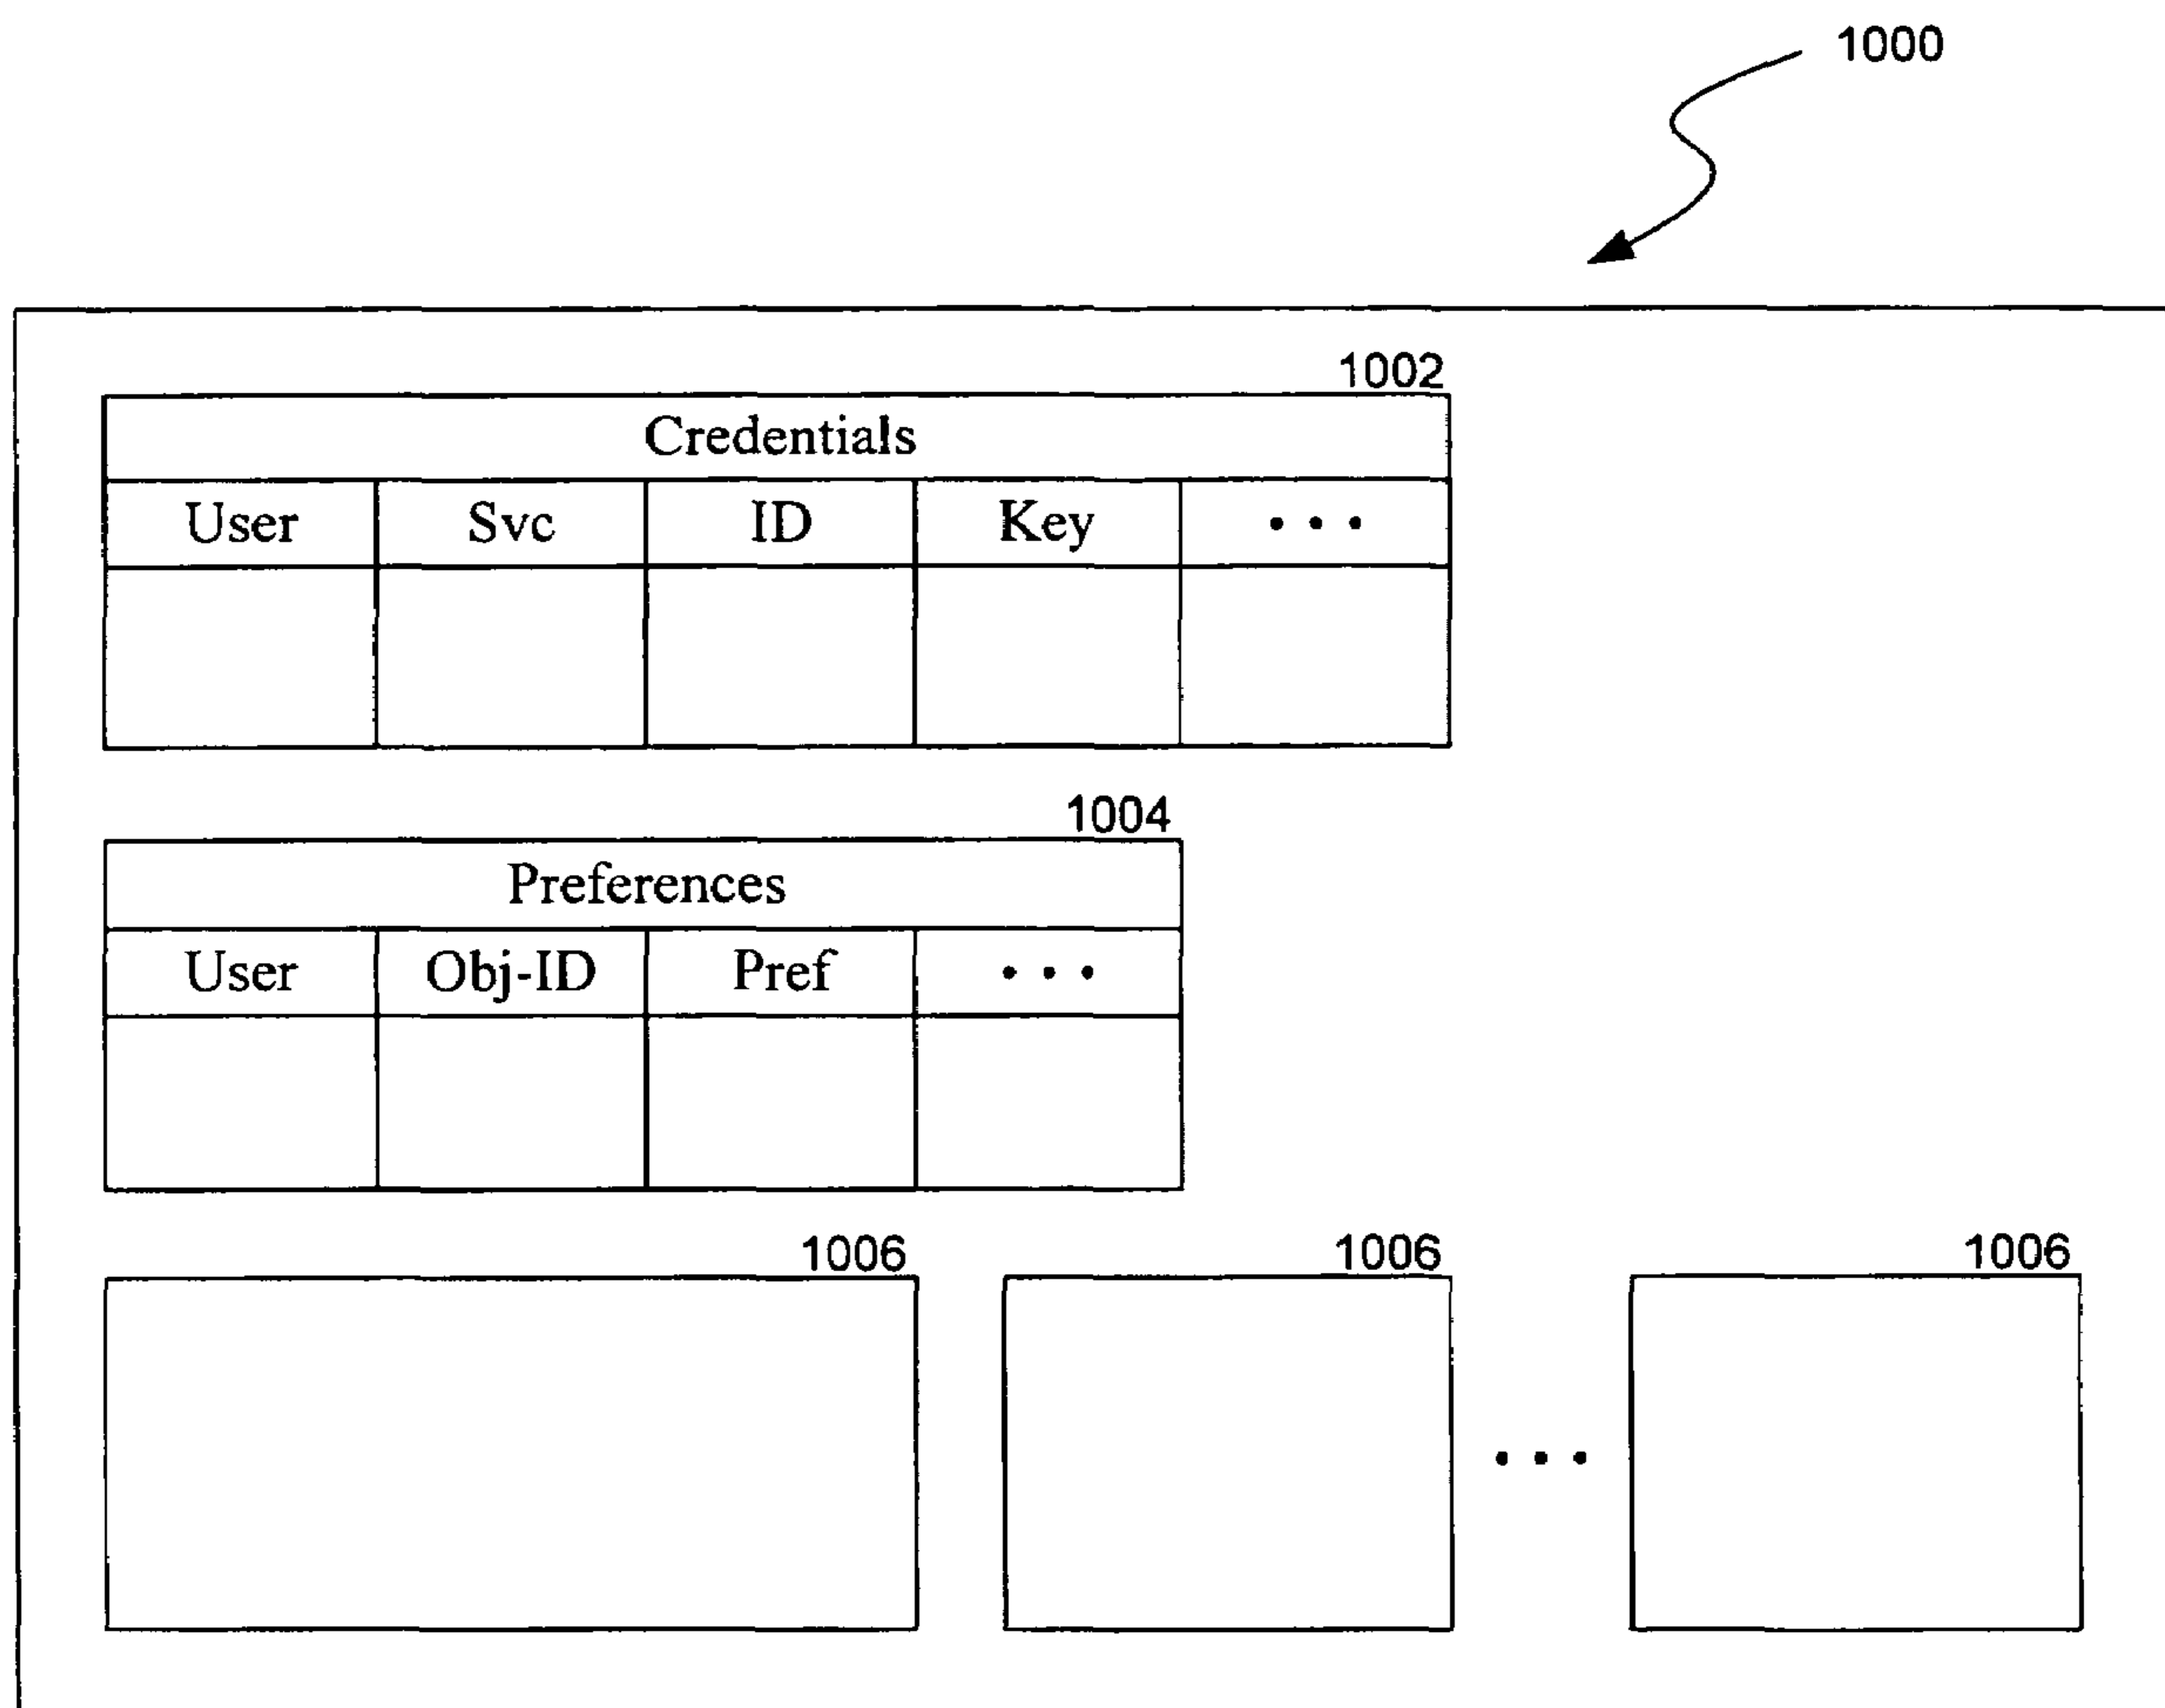 1000
1002
Credentials
User Svc ID Key • • •
1004
Preferences
User Obj-ID Pref • • •
1006 1006 1006
• • •